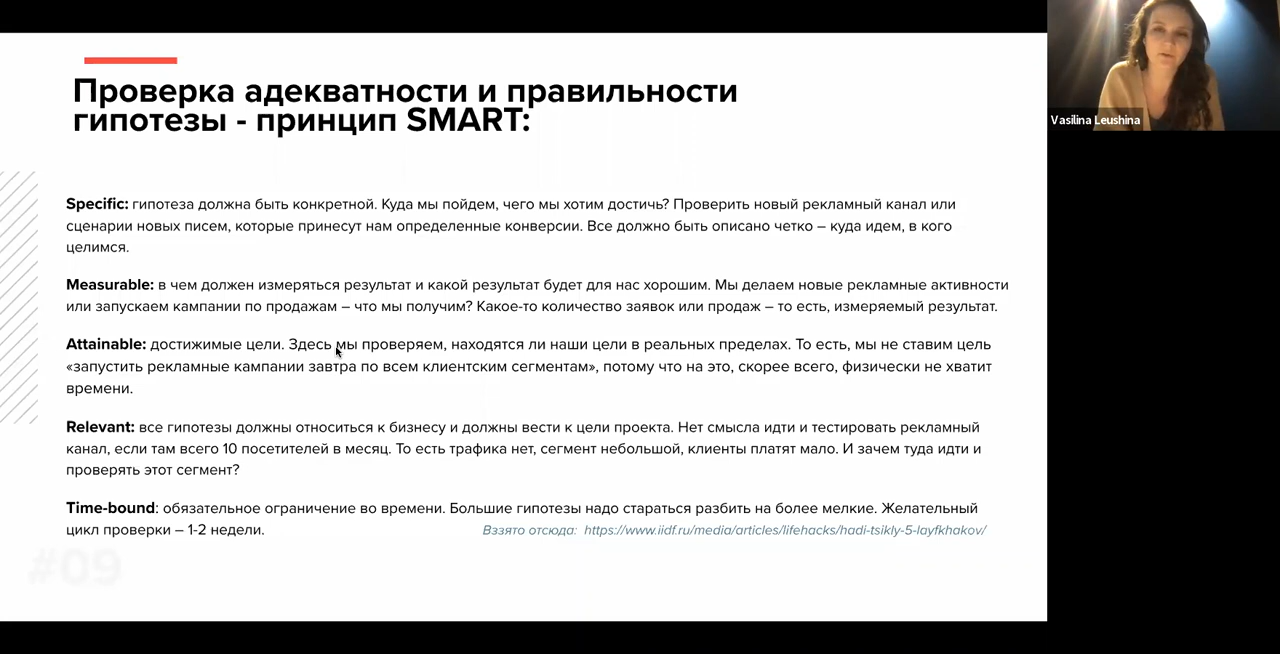 Проверка адекватности и правильности
гипотезы - принцип SMART:
Vasilina Leushina
Specific: гипотеза должна быть конкретной. Куда мы пойдем, чего мы хотим достичь? Проверить новый рекламный канал или
сценарии новых писем, которые принесут нам определенные конверсии. Все должно быть описано четко – куда идем, в кого
целимся.
Measurable: в чем должен измеряться результат и какой результат будет для нас хорошим. Мы делаем новые рекламные активности
или запускаем кампании по продажам – что мы получим? Какое-то количество заявок или продаж – то есть, измеряемый результат.
Attainable: достижимые цели. Здесь мы проверяем, находятся ли наши цели в реальных пределах. То есть, мы не ставим цель
«запустить рекламные кампании завтра по всем клиентским сегментам», потому что на это, скорее всего, физически не хватит
времени.
Relevant: все гипотезы должны относиться к бизнесу и должны вести к цели проекта. Нет смысла идти и тестировать рекламный
канал, если там всего 10 посетителей в месяц. То есть трафика нет, сегмент небольшой, клиенты платят мало. И зачем туда идти и
проверять этот сегмент?
Time-bound: обязательное ограничение во времени. Большие гипотезы надо стараться разбить на более мелкие. Желательный
цикл проверки – 1-2 недели.
Взято отсюда: https://www.iidf.ru/media/articles/lifehacks/hadi-tsikly-5-layfkhakov/
#09